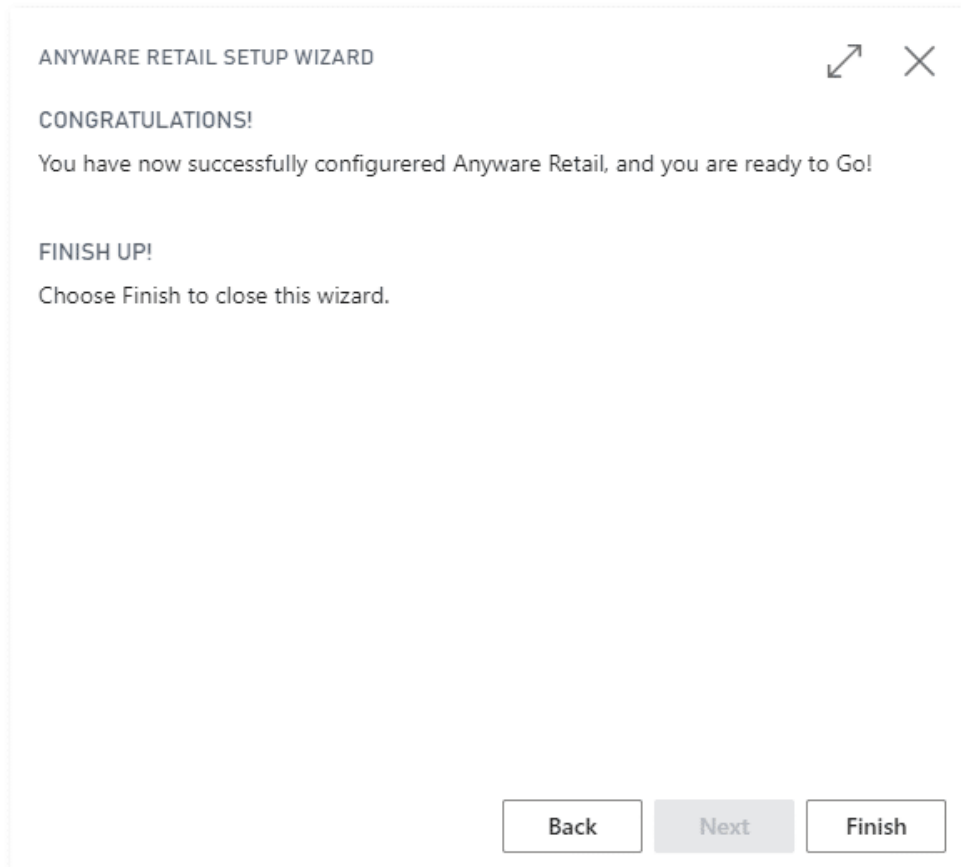 ANYWARE RETAIL SETUP WIZARD
CONGRATULATIONS!
You have now successfully configurered Anyware Retail, and you are ready to Go!
FINISH UP!
Choose Finish to close this wizard.
Back Next Finish